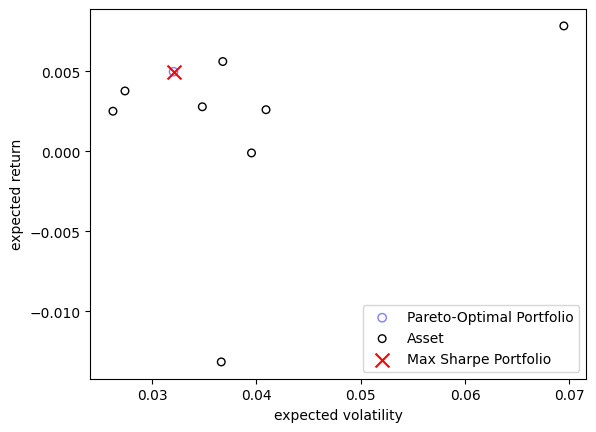 0.005
0.000
−0.005
−0.010
expected return
0.03
0.04
0.05
0.06
0.07
expected volatility
Pareto-Optimal Portfolio
Asset
Max Sharpe Portfolio